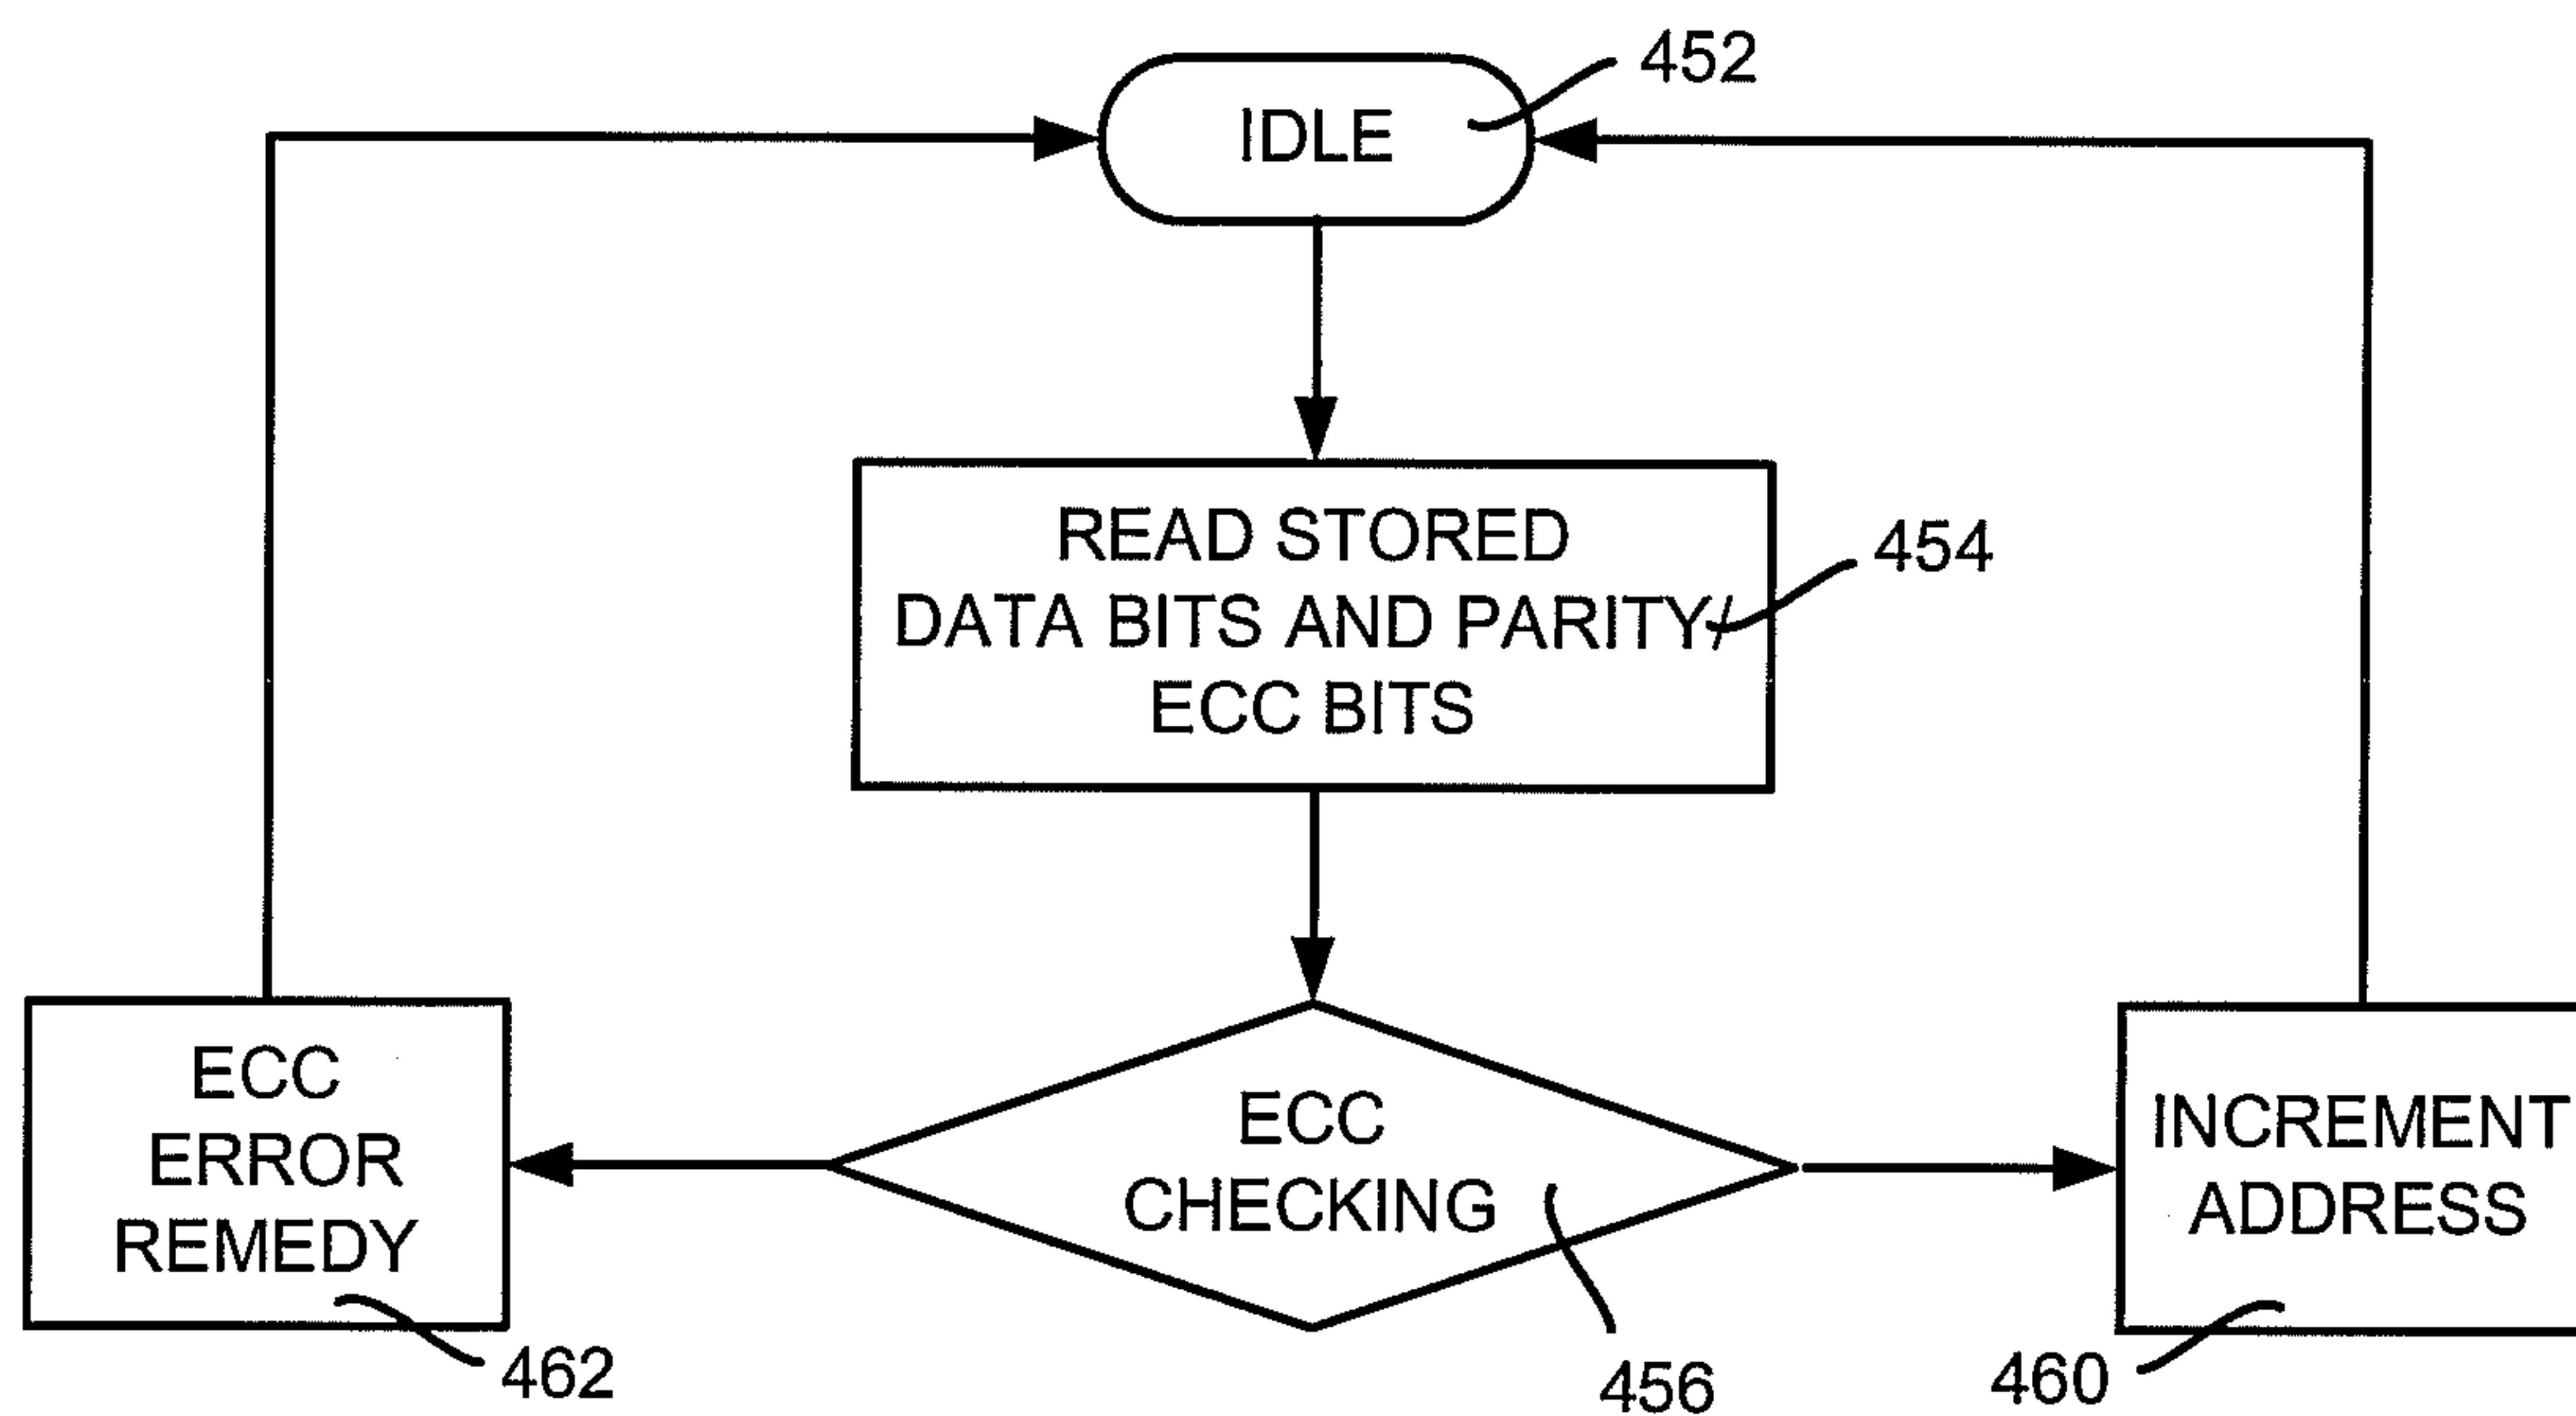 452
IDLE
READ STORED
DATA BITS AND PARITY/
ECC BITS
454
ECC
ERROR
REMEDY
462
ECC
CHECKING
456
INCREMENT
ADDRESS
460